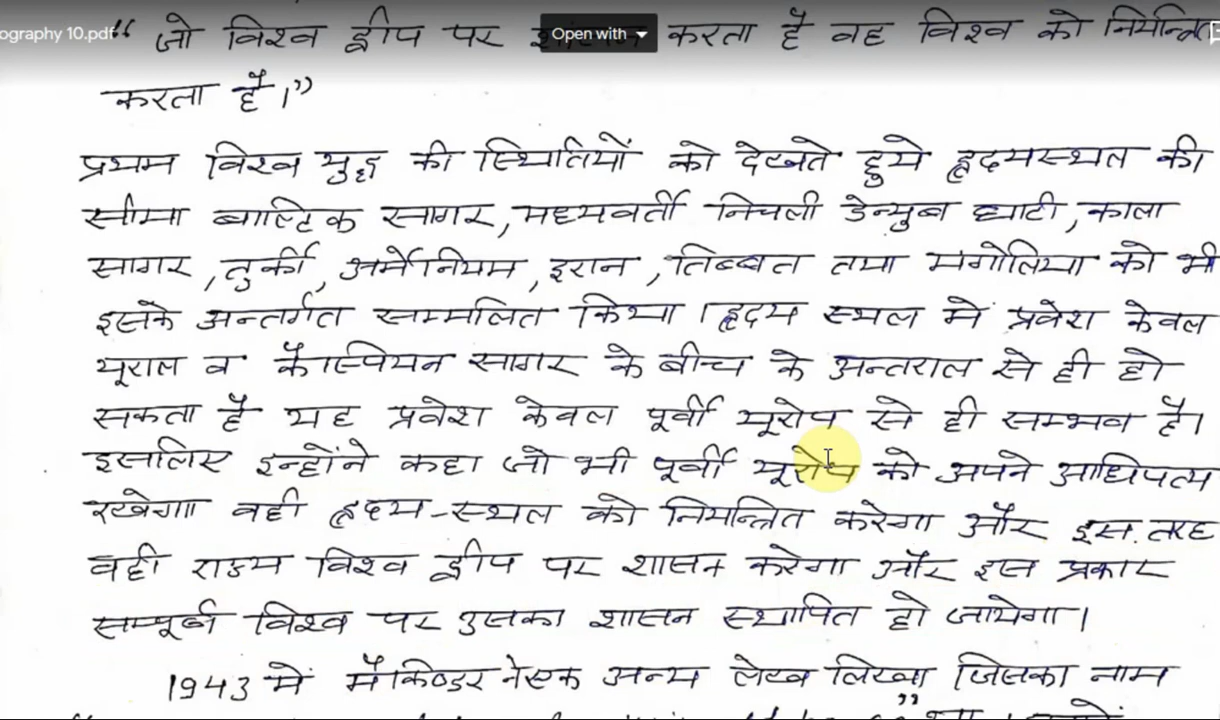 ography 10.pdf
Open with
“ जो विश्व द्वीप पर शासन करता है वह विश्व को नियन्त्रित
करता है।”
प्रथम विश्व युद्ध की स्थितियों को देखते हुये हृदयस्थल की
सीमा बाल्टिक सागर, मध्यवर्ती निचली डेन्युब घाटी, काला
सागर, तुर्की, अर्मेनियम, इरान, तिब्बत तथा मंगोलिया को भी
इसके अन्तर्गत सम्मलित किया। हृदय स्थल में प्रवेश केवल
यूराल व कैस्पियन सागर के बीच के अन्तराल से ही हो
सकता है यह प्रवेश केवल पूर्वी यूरोप से ही सम्भव है।
इसलिए इन्होंने कहा जो भी पूर्वी यूरोप को अपने आधिपत्य
रखेगा वही हृदय-स्थल को नियन्त्रित करेगा और इस तरह
वही राज्य विश्व द्वीप पर शासन करेगा और इस प्रकार
सम्पूर्ण विश्व पर उसका शासन स्थापित हो जायेगा।
1943 में मैकिण्डर ने एक अन्य लेख लिखा जिसका नाम